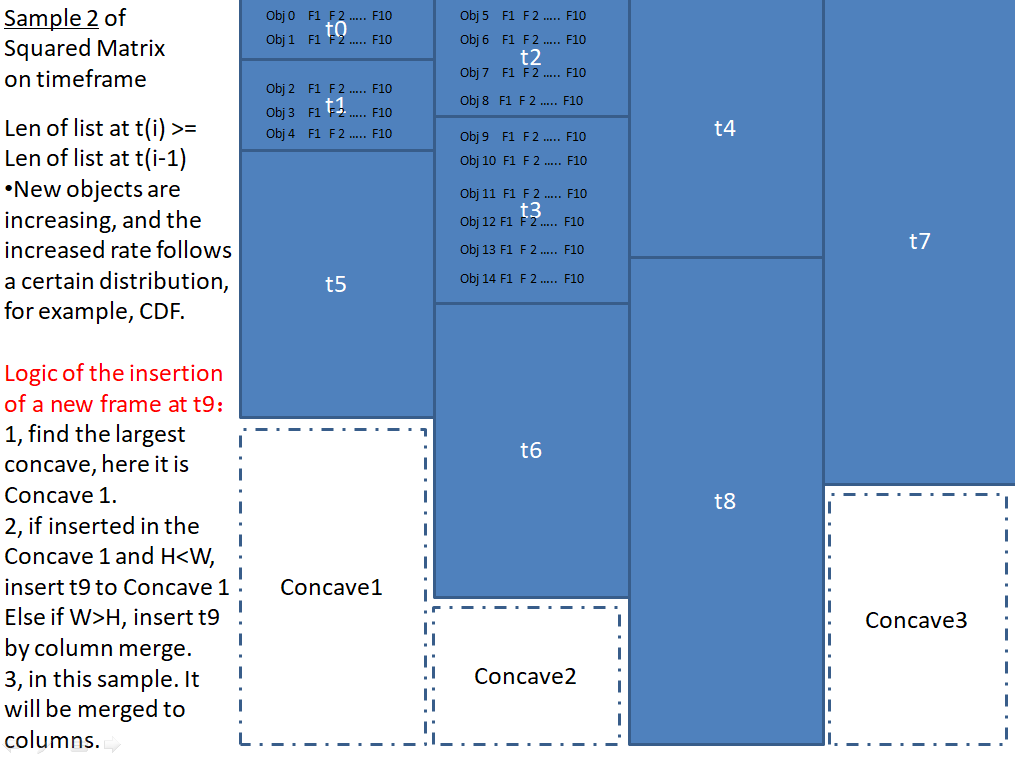 Sample 2 of
Squared Matrix
on timeframe
Len of list at t(i) >=
Len of list at t(i-1)
•New objects are
increasing, and the
increased rate follows
a certain distribution,
for example, CDF.
Logic of the insertion
of a new frame at t9：
1, find the largest
concave, here it is
Concave 1.
2, if inserted in the
Concave 1 and H<W,
insert t9 to Concave 1
Else if W>H, insert t9
by column merge.
3, in this sample. It
will be merged to
columns.
Obj 0 F1 F 2 ..... F10
t0
Obj 1 F1 F 2 ..... F10
Obj 2 F1 F 2 ..... F10
t1
Obj 3 F1 F 2 ..... F10
Obj 4 F1 F 2 ..... F10
t5
Concave1
Obj 5 F1 F 2 ..... F10
Obj 6 F1 F 2 ..... F10
t2
Obj 7 F1 F 2 ..... F10
Obj 8 F1 F 2 ..... F10
Obj 9 F1 F 2 ..... F10
Obj 10 F1 F 2 ..... F10
Obj 11 F1 F 2 ..... F10
t3
Obj 12 F1 F 2 ..... F10
Obj 13 F1 F 2 ..... F10
Obj 14 F1 F 2 ..... F10
t6
Concave2
t4
t8
t7
Concave3